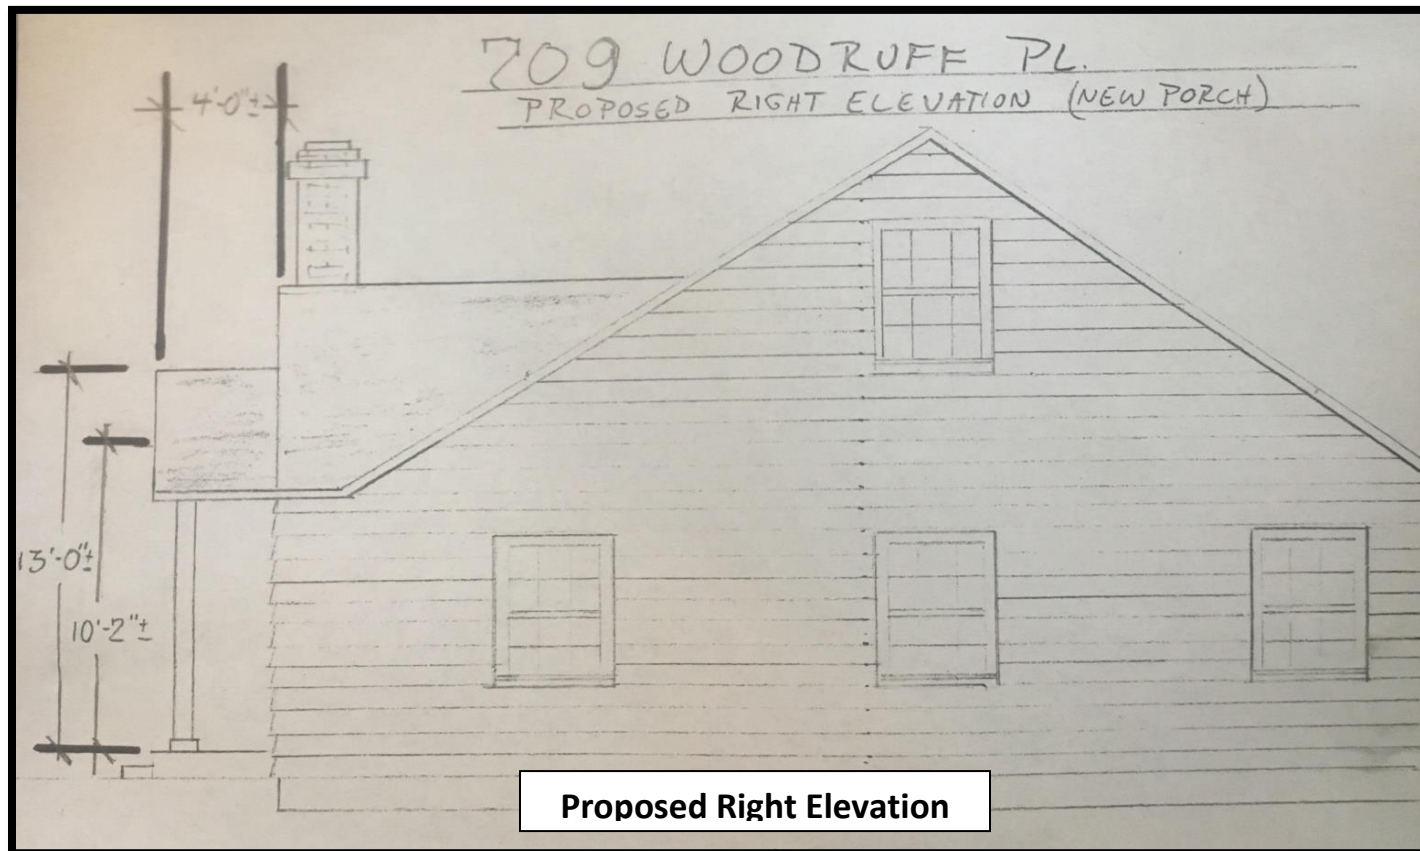 709 WOODRUFF PL.
PROPOSED RIGHT ELEVATION (NEW PORCH)
4'-0"±
13'-0"±
10'-2"±
Proposed Right Elevation